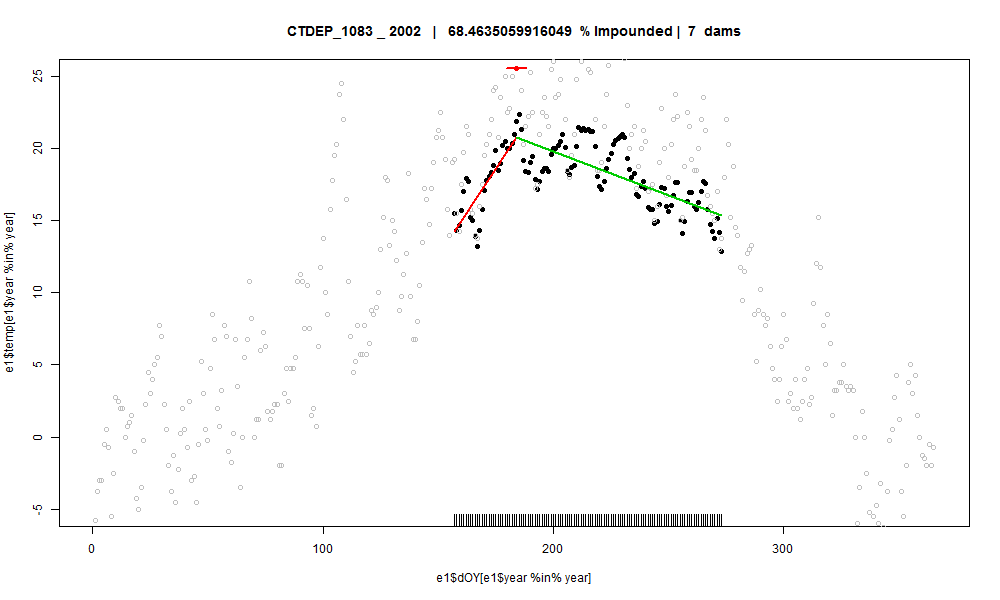 CTDEP_1083 _ 2002 | 68.4635059916049 % Impounded | 7 dams
e1$temp[e1$year %in% year]
25
20
15
10
5
0
-5
0 100 200 300
e1$dOY[e1$year %in% year]